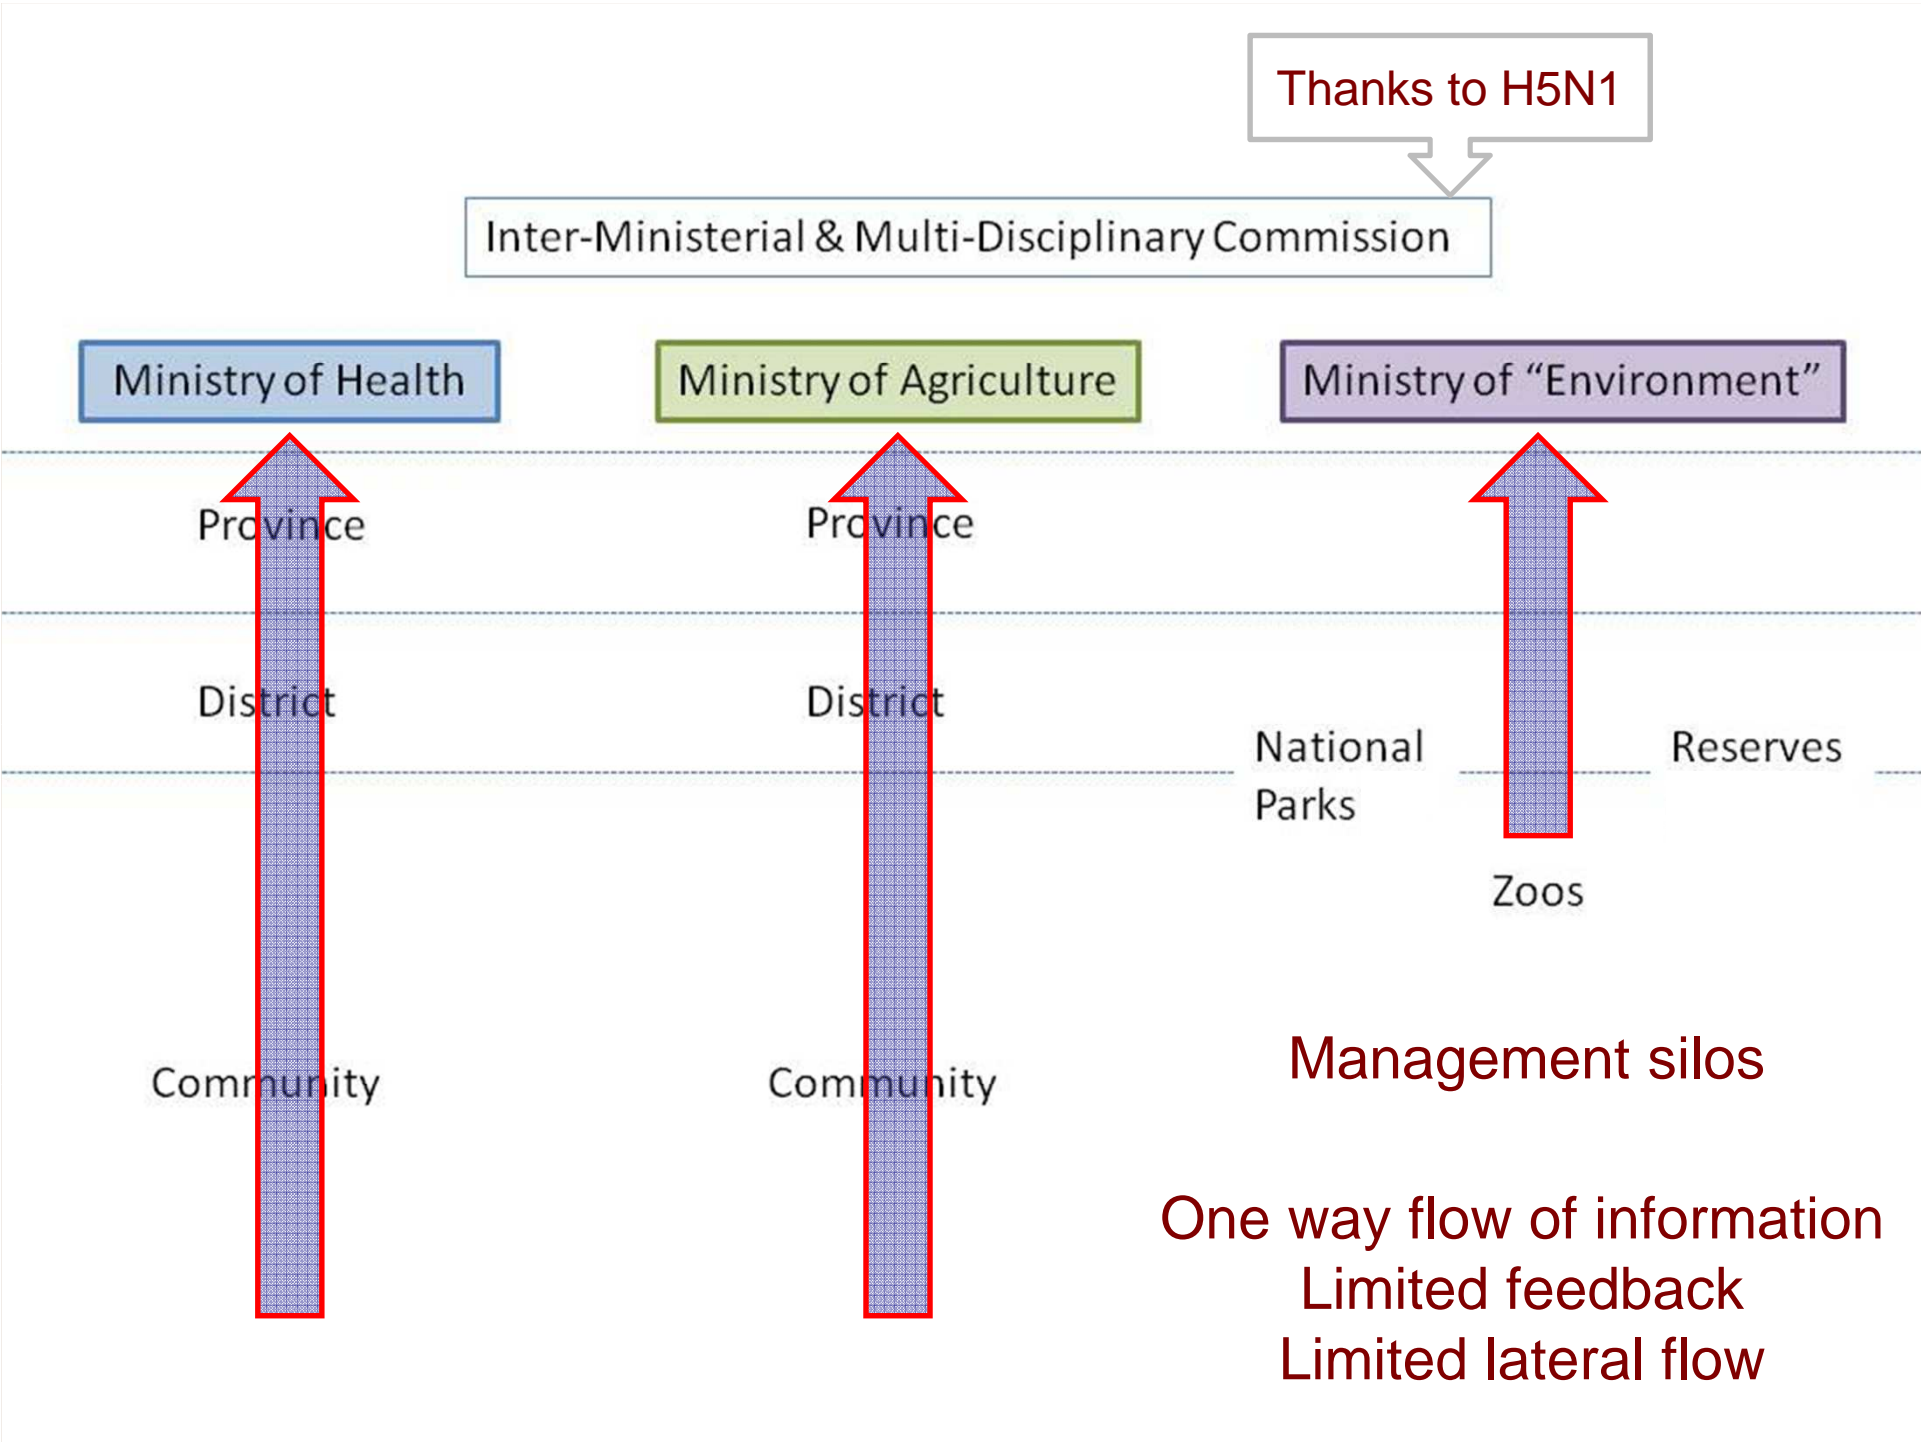 Thanks to H5N1
Inter-Ministerial & Multi-Disciplinary Commission
Ministry of Health
Ministry of Agriculture
Ministry of “Environment”
Province
Province
District
District
National
Parks
Reserves
Zoos
Community
Community
Management silos
One way flow of information
Limited feedback
Limited lateral flow